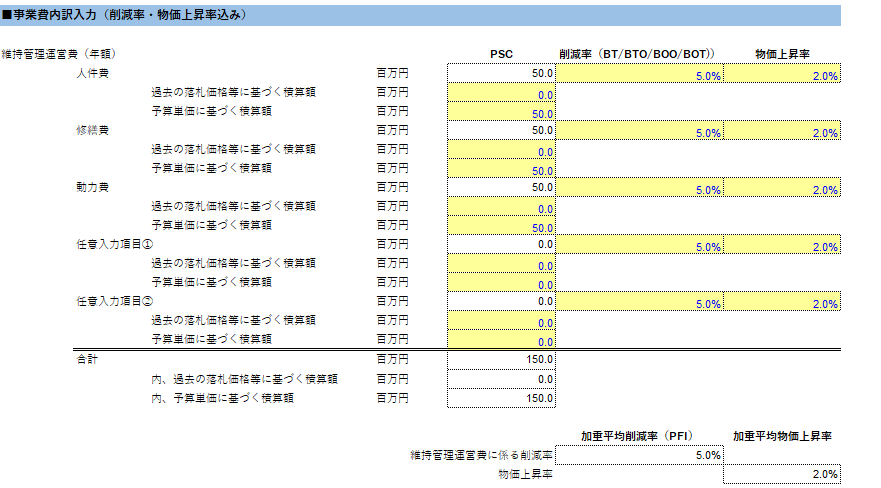 ■事業費内訳入力（削減率・物価上昇率込み）
維持管理運営費（年額） PSC 削減率（BT/BTO/BOO/BOT)） 物価上昇率
人件費 百万円 50.0 5.0% 2.0%
過去の落札価格等に基づく積算額 百万円 0.0
予算単価に基づく積算額 百万円 50.0
修繕費 百万円 50.0 5.0% 2.0%
過去の落札価格等に基づく積算額 百万円 0.0
予算単価に基づく積算額 百万円 50.0
動力費 百万円 50.0 5.0% 2.0%
過去の落札価格等に基づく積算額 百万円 0.0
予算単価に基づく積算額 百万円 50.0
任意入力項目① 百万円 0.0 5.0% 2.0%
過去の落札価格等に基づく積算額 百万円 0.0
予算単価に基づく積算額 百万円 0.0
任意入力項目② 百万円 0.0 5.0% 2.0%
過去の落札価格等に基づく積算額 百万円 0.0
予算単価に基づく積算額 百万円 0.0
合計 百万円 150.0
内、過去の落札価格等に基づく積算額 百万円 0.0
内、予算単価に基づく積算額 百万円 150.0
加重平均削減率（PFI） 加重平均物価上昇率
維持管理運営費に係る削減率 5.0%
物価上昇率 2.0%